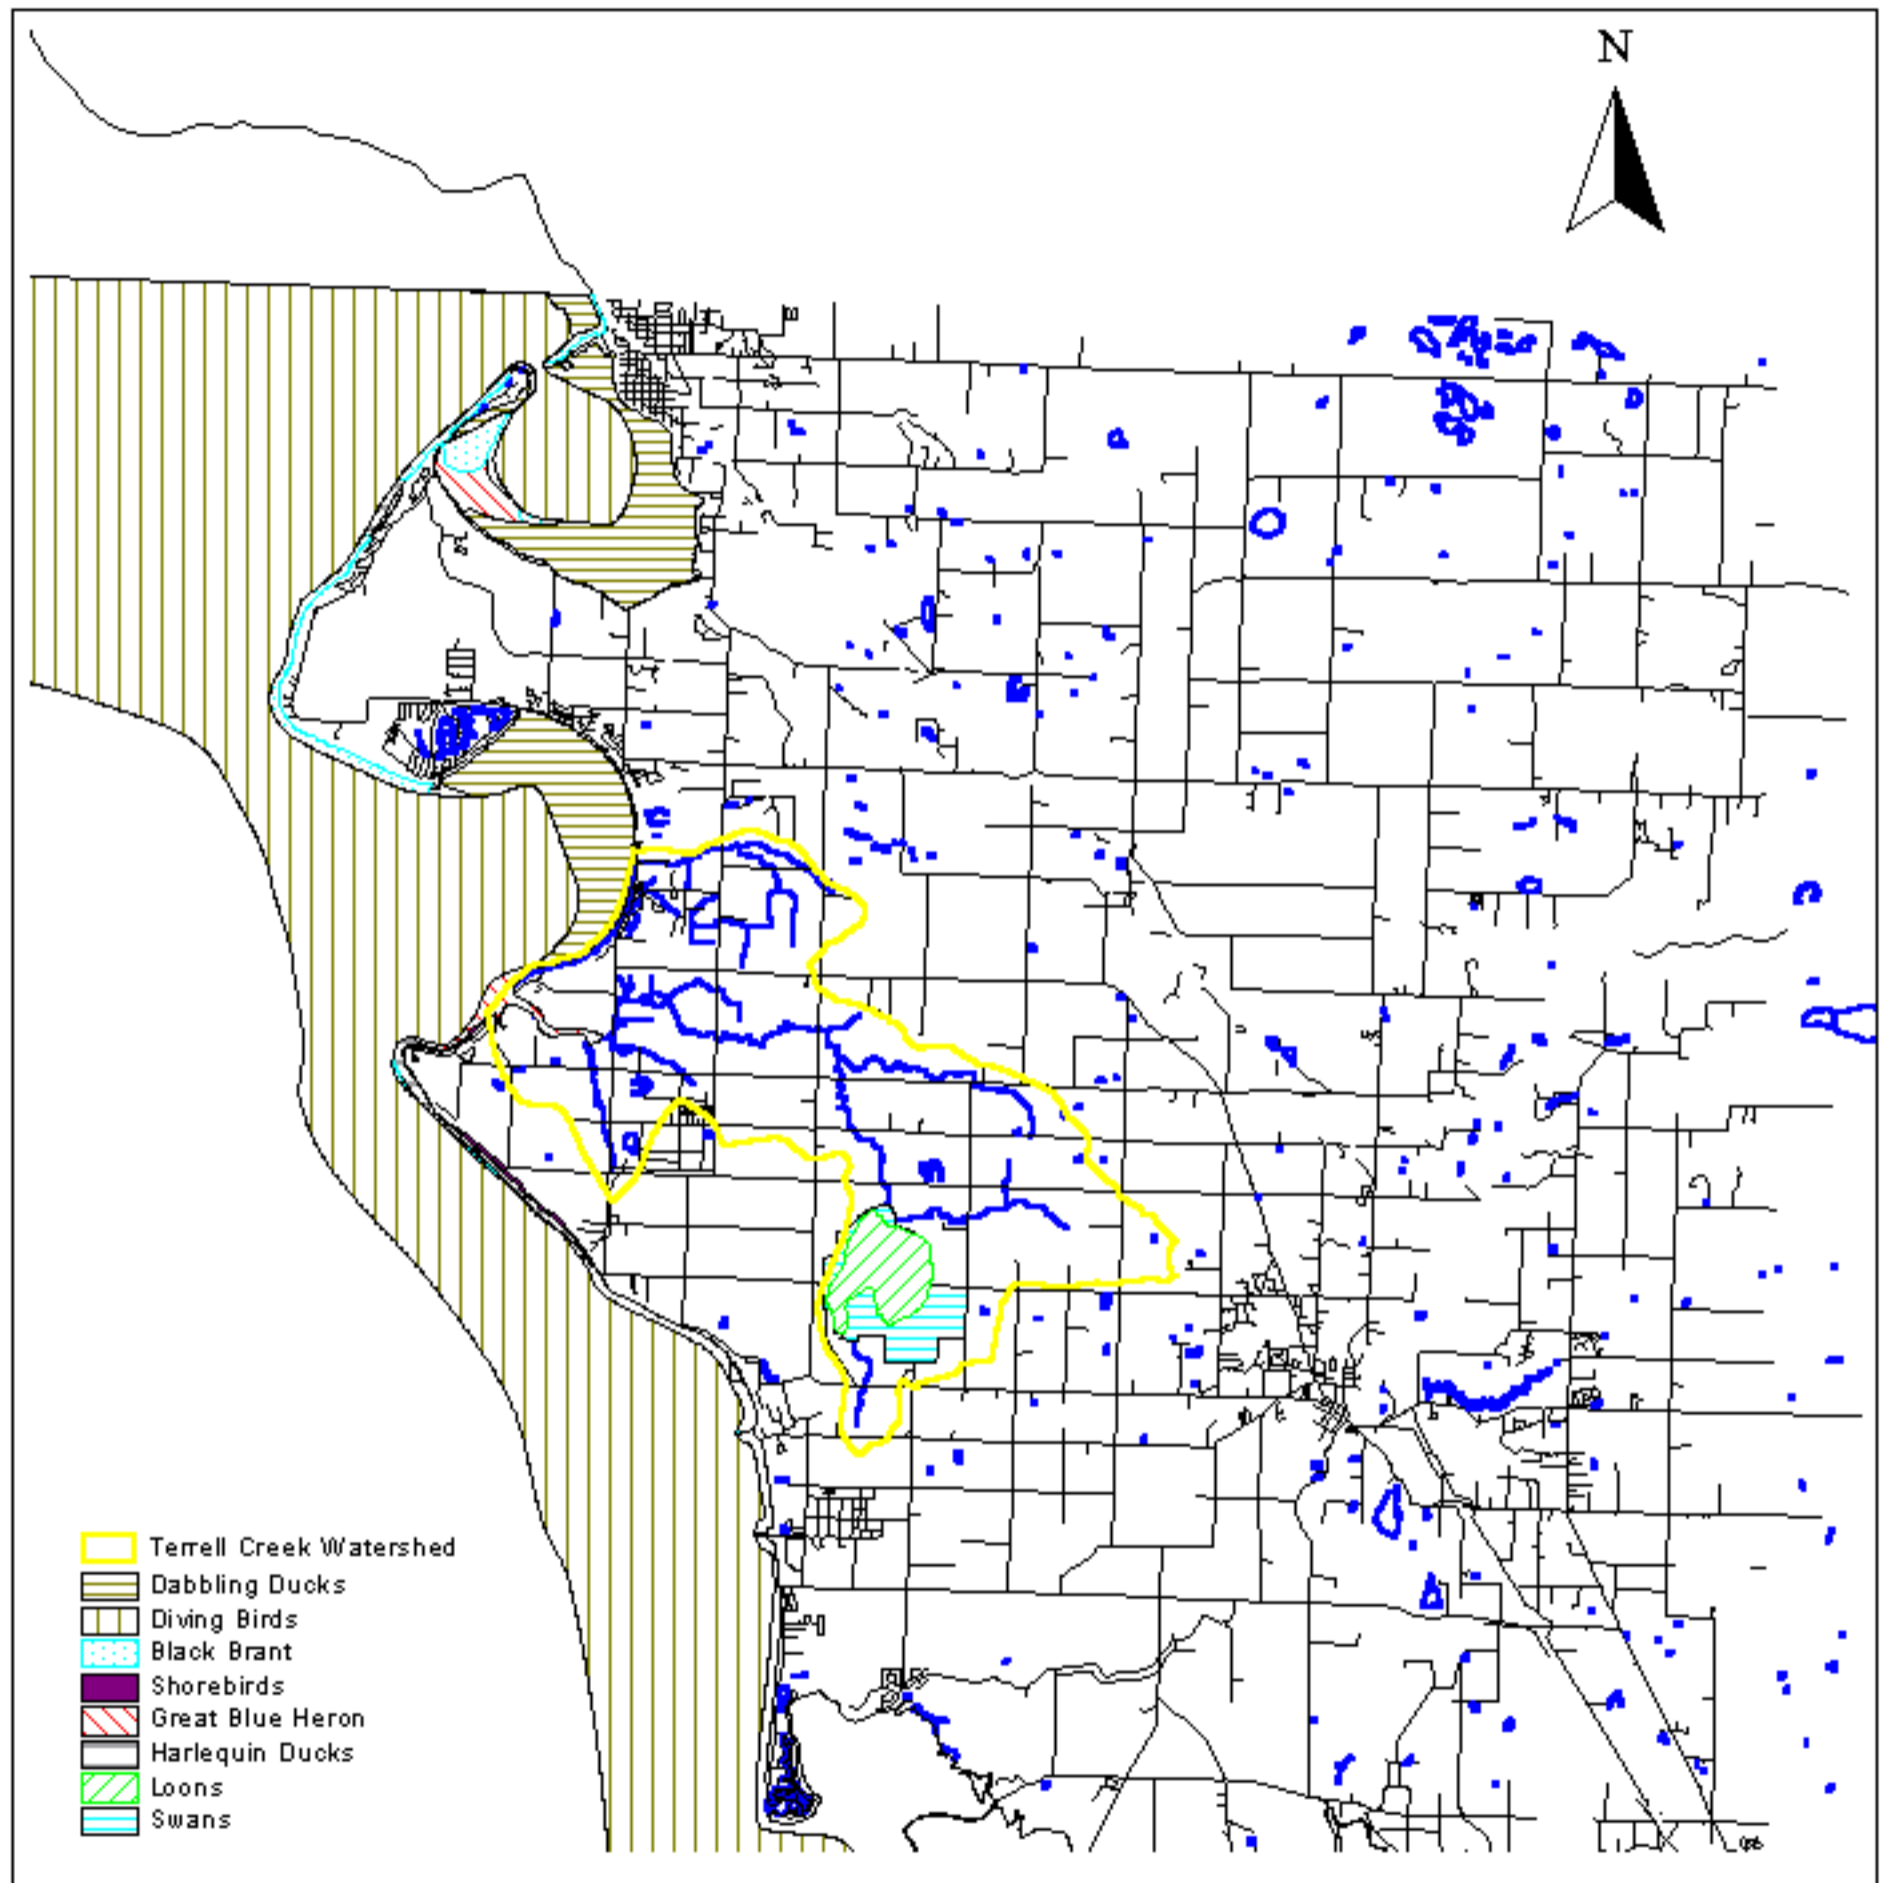 N
Terrell Creek Watershed
Dabbling Ducks
Diving Birds
Black Brant
Shorebirds
Great Blue Heron
Harlequin Ducks
Loons
Swans